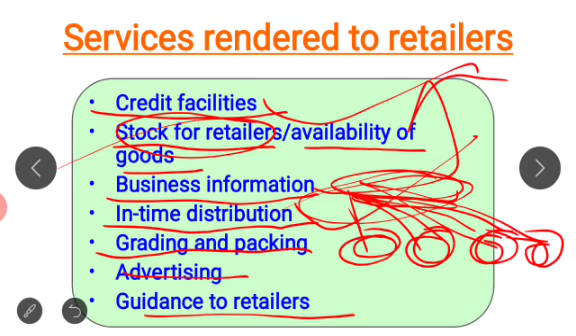 Services rendered to retailers
• Credit facilities
• Stock for retailers/availability of
goods
• Business information
• In-time distribution
• Grading and packing
• Advertising
• Guidance to retailers